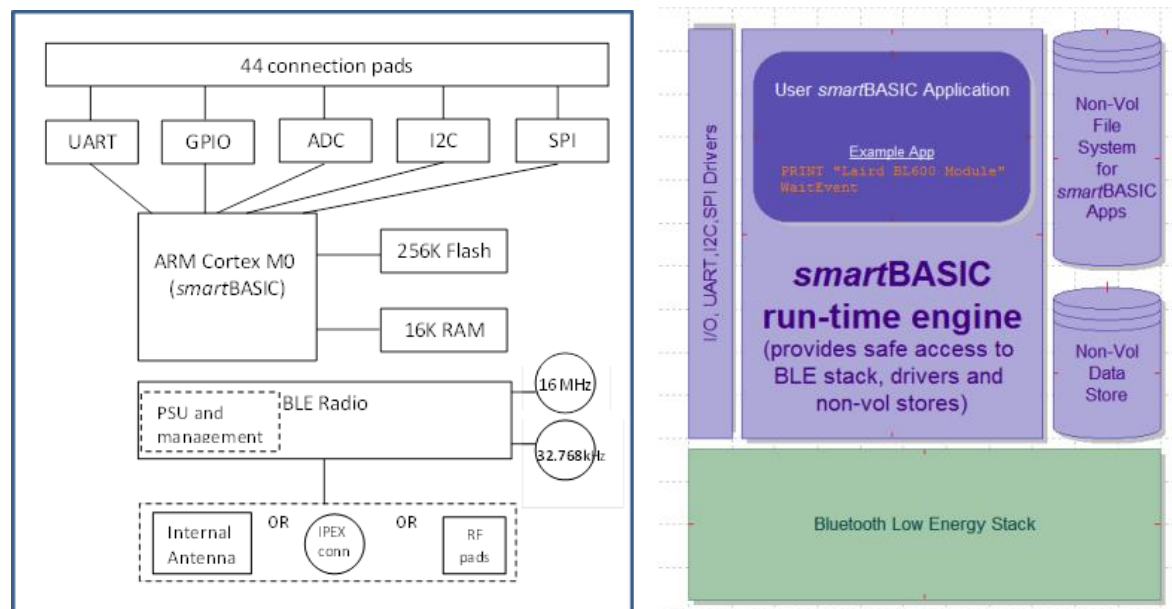 44 connection pads
UART
GPIO
ADC
I2C
SPI
ARM Cortex M0
(smartBASIC)
256K Flash
16K RAM
BLE Radio
PSU and
management
16 MHz
32.768kHz
Internal
Antenna
OR
IPEX
conn
OR
RF
pads
I/O, UART,I2C,SPI Drivers
User smartBASIC Application
Example App
PRINT "Laird BL600 Module"
WaitEvent
smartBASIC
run-time engine
(provides safe access to
BLE stack, drivers and
non-vol stores)
Non-Vol
File
System
for
smartBASIC
Apps
Non-Vol
Data
Store
Bluetooth Low Energy Stack